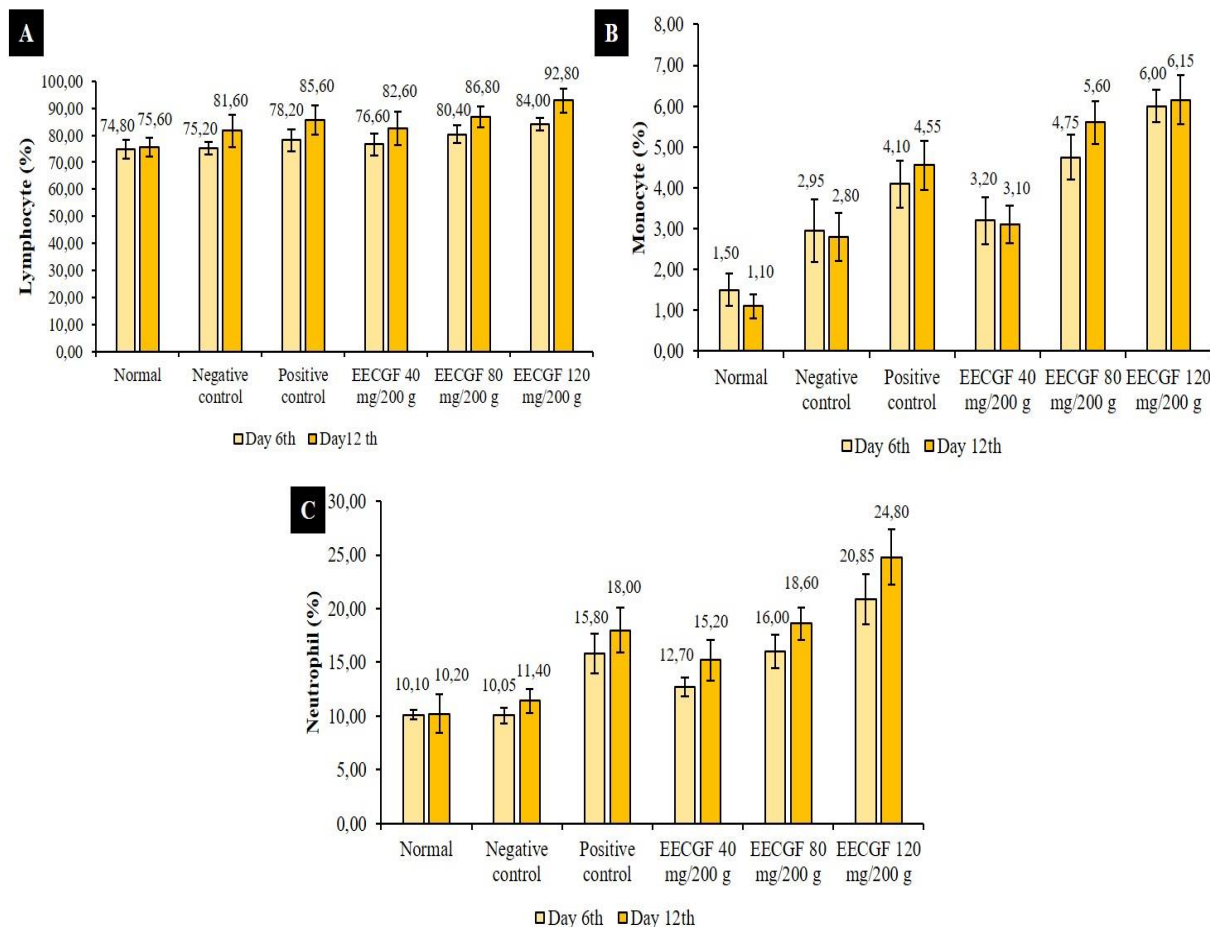 A
Lymphocyte (%)
100,00
90,00
80,00
70,00
60,00
50,00
40,00
30,00
20,00
10,00
0,00
74,80 75,60
75,20 81,60
78,20 85,60
76,60 82,60
80,40 86,80
84,00 92,80
Normal
Negative
control
Positive
control
EECGF 40
mg/200 g
EECGF 80
mg/200 g
EECGF 120
mg/200 g
Day 6th Day12 th
B
Monocyte (%)
8,00
7,00
6,00
5,00
4,00
3,00
2,00
1,00
0,00
1,50 1,10
2,95 2,80
4,10 4,55
3,20 3,10
4,75 5,60
6,00 6,15
Normal
Negative
control
Positive
control
EECGF 40
mg/200 g
EECGF 80
mg/200 g
EECGF 120
mg/200 g
Day 6th Day 12th
C
Neutrophil (%)
30,00
25,00
20,00
15,00
10,00
5,00
0,00
10,10 10,20
10,05 11,40
15,80 18,00
12,70 15,20
16,00 18,60
20,85 24,80
Normal
Negative
control
Positive
control
EECGF 40
mg/200 g
EECGF 80
mg/200 g
EECGF 120
mg/200 g
Day 6th Day 12th